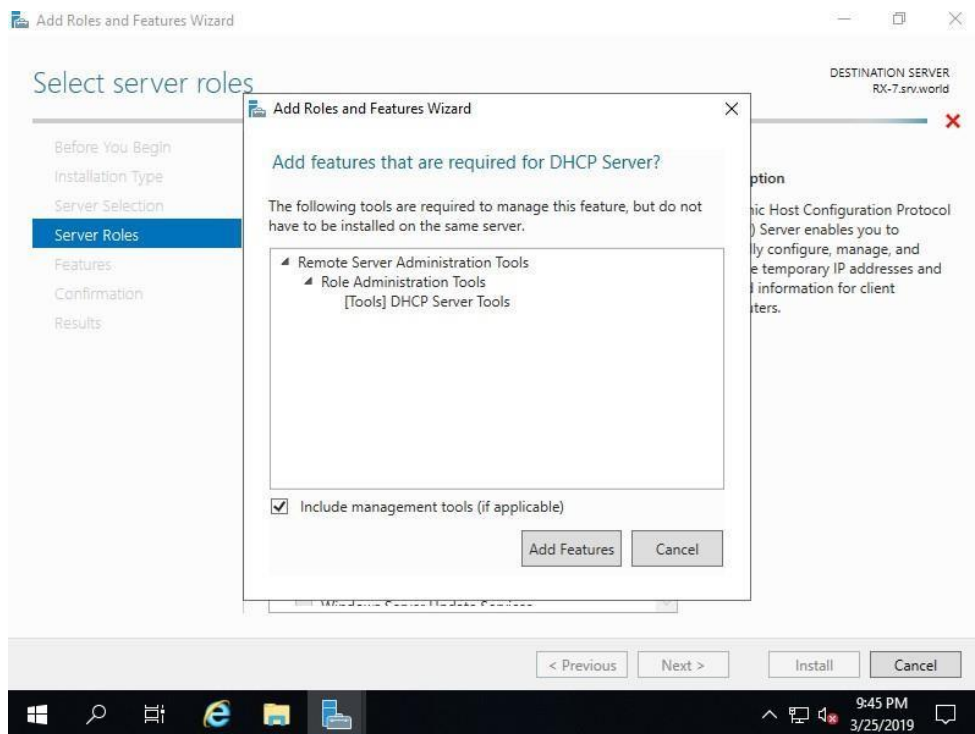 Add Roles and Features Wizard
Select server roles
DESTINATION SERVER
RX-7.srv.world
Before You Begin
Installation Type
Server Selection
Server Roles
Features
Confirmation
Results
Add Roles and Features Wizard
Add features that are required for DHCP Server?
The following tools are required to manage this feature, but do not
have to be installed on the same server.
Remote Server Administration Tools
Role Administration Tools
[Tools] DHCP Server Tools
Include management tools (if applicable)
Add Features
Cancel
Host Configuration Protocol
Server enables you to
configure, manage, and
temporary IP addresses and
information for client
Windows Server Update Services
< Previous
Next >
Install
Cancel
9:45 PM
3/25/2019